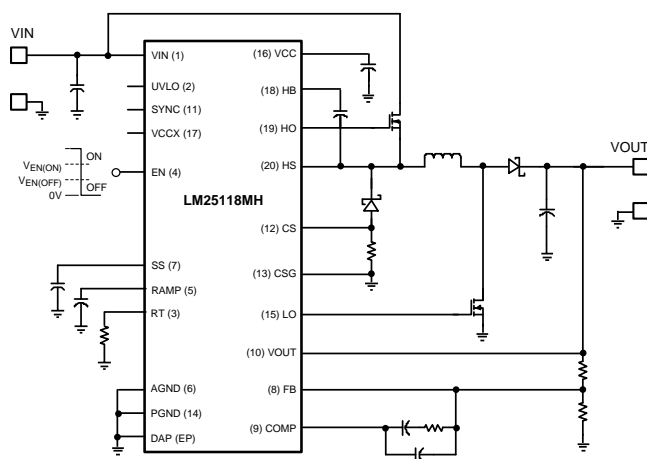 VIN
VIN (1)
UVLO (2)
SYNC (11)
VCCX (17)
ON
VEN(ON)
VEN(OFF)
OFF
0V
EN (4)
LM25118MH
SS (7)
RAMP (5)
RT (3)
AGND (6)
PGND (14)
DAP (EP)
(16) VCC
(18) HB
(19) HO
(20) HS
(12) CS
(13) CSG
(15) LO
(10) VOUT
(8) FB
(9) COMP
VOUT